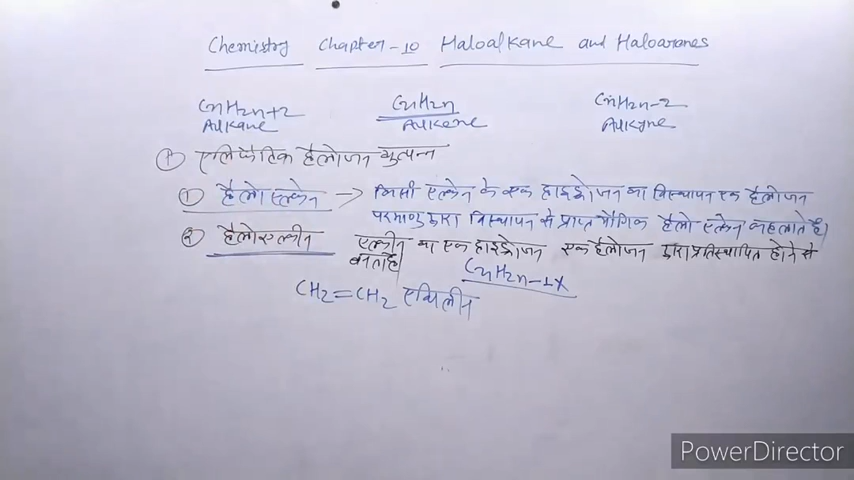 Chemistry Chapter-10 Haloalkane and Haloarenes
CnH2n+2 CnH2n CnH2n-2
Alkane Alkene Alkyne
① एलिफैटिक हैलोजन व्युत्पन्न
① हैलो एल्केन → किसी एल्केन के एक हाइड्रोजन का विस्थापन एक हैलोजन
परमाणु द्वारा विस्थापन से प्राप्त यौगिक हैलो एल्केन कहलाते है।
② हैलोएल्कीन एल्कीन का एक हाइड्रोजन एक हैलोजन द्वारा प्रतिस्थापित होने से
बनता है।
CnH2n-1X
CH2=CH2 एथिलीन
PowerDirector